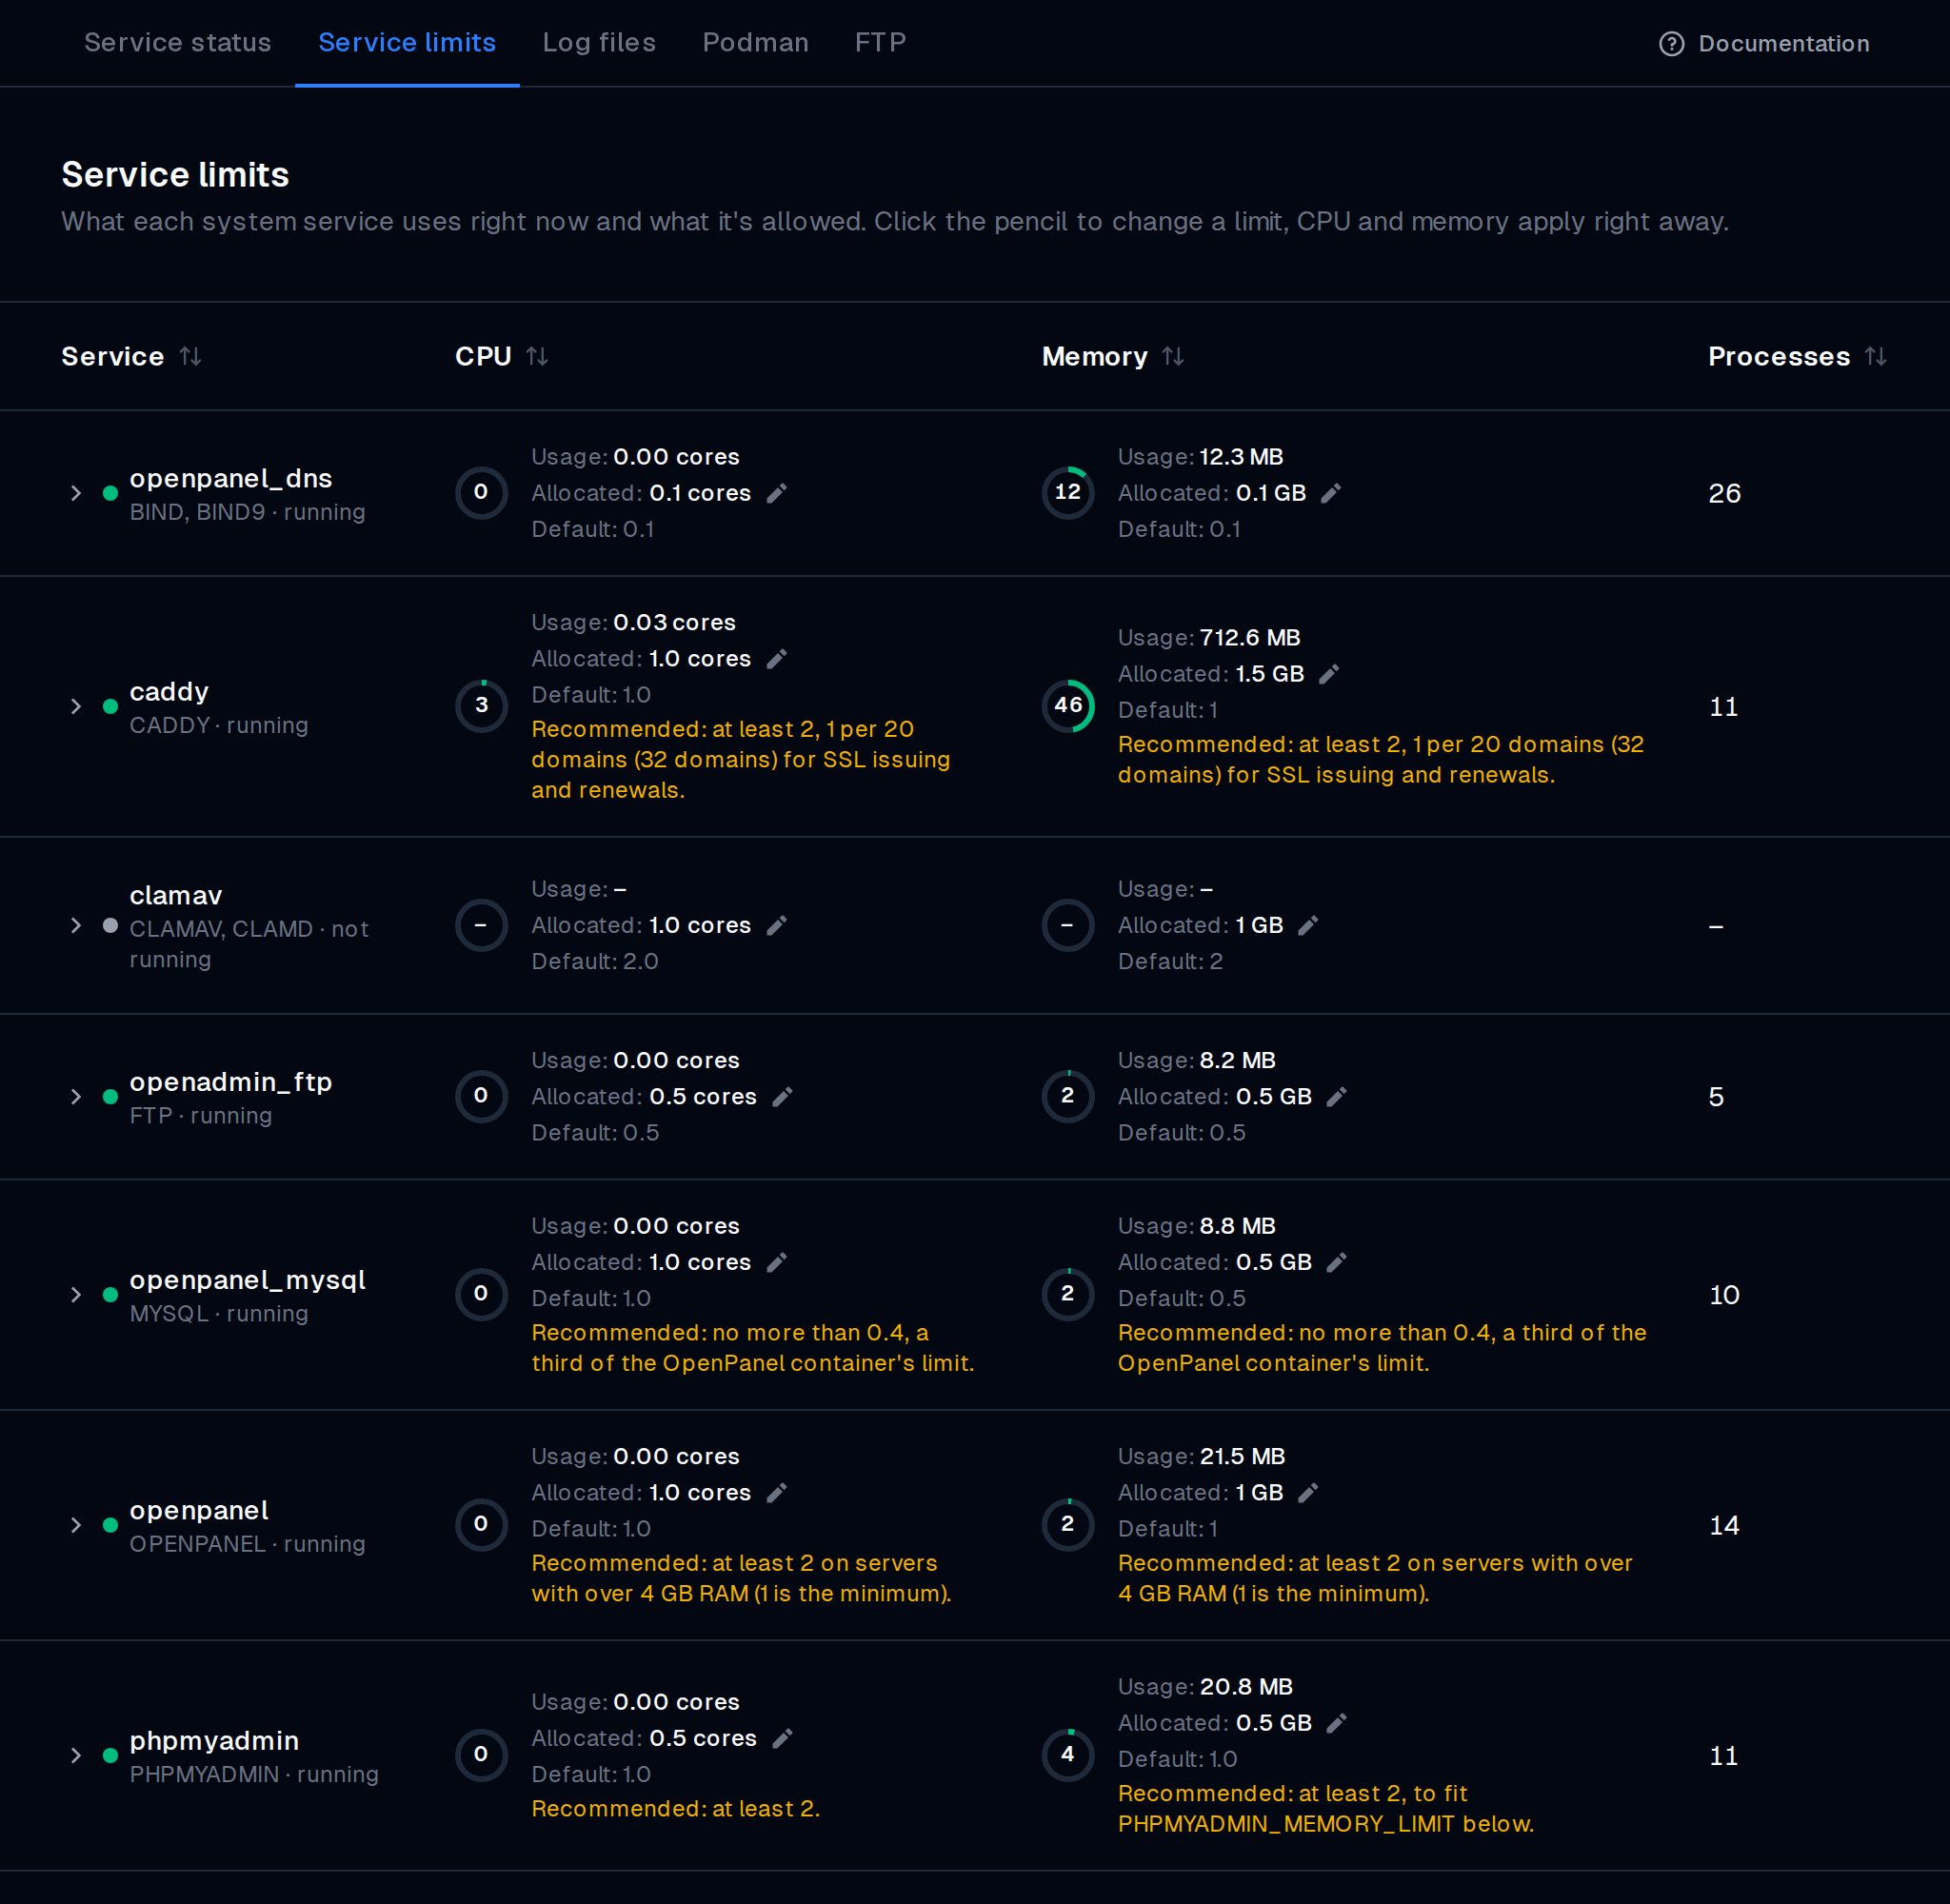 Service status
Service limits
Log files
Podman
FTP
Documentation
Service limits
What each system service uses right now and what it's allowed. Click the pencil to change a limit, CPU and memory apply right away.
Service
CPU
Memory
Processes
openpanel_dns
BIND, BIND9 · running
0
Usage: 0.00 cores
Allocated: 0.1 cores
Default: 0.1
12
Usage: 12.3 MB
Allocated: 0.1 GB
Default: 0.1
26
caddy
CADDY · running
3
Usage: 0.03 cores
Allocated: 1.0 cores
Default: 1.0
Recommended: at least 2, 1 per 20
domains (32 domains) for SSL issuing
and renewals.
46
Usage: 712.6 MB
Allocated: 1.5 GB
Default: 1
Recommended: at least 2, 1 per 20 domains (32
domains) for SSL issuing and renewals.
11
clamav
CLAMAV, CLAMD · not
running
–
Usage: –
Allocated: 1.0 cores
Default: 2.0
–
Usage: –
Allocated: 1 GB
Default: 2
–
openadmin_ftp
FTP · running
0
Usage: 0.00 cores
Allocated: 0.5 cores
Default: 0.5
2
Usage: 8.2 MB
Allocated: 0.5 GB
Default: 0.5
5
openpanel_mysql
MYSQL · running
0
Usage: 0.00 cores
Allocated: 1.0 cores
Default: 1.0
Recommended: no more than 0.4, a
third of the OpenPanel container's limit.
2
Usage: 8.8 MB
Allocated: 0.5 GB
Default: 0.5
Recommended: no more than 0.4, a third of the
OpenPanel container's limit.
10
openpanel
OPENPANEL · running
0
Usage: 0.00 cores
Allocated: 1.0 cores
Default: 1.0
Recommended: at least 2 on servers
with over 4 GB RAM (1 is the minimum).
2
Usage: 21.5 MB
Allocated: 1 GB
Default: 1
Recommended: at least 2 on servers with over
4 GB RAM (1 is the minimum).
14
phpmyadmin
PHPMYADMIN · running
0
Usage: 0.00 cores
Allocated: 0.5 cores
Default: 1.0
Recommended: at least 2.
4
Usage: 20.8 MB
Allocated: 0.5 GB
Default: 1.0
Recommended: at least 2, to fit
PHPMYADMIN_MEMORY_LIMIT below.
11